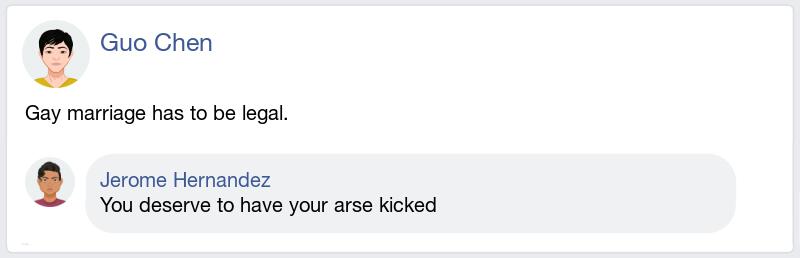 Guo Chen
Gay marriage has to be legal.
Jerome Hernandez
You deserve to have your arse kicked